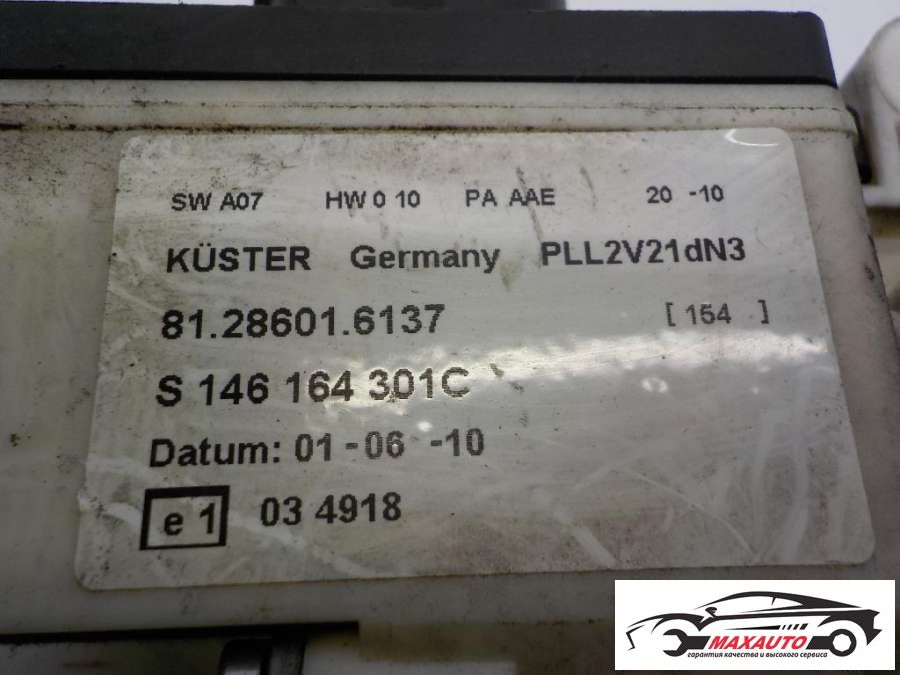 SW A07 HW 0 10 PA AAE 20 -10
KÜSTER Germany PLL2V21dN3
81.28601.6137 [ 154 ]
S 146 164 301C
Datum: 01-06 -10
e 1 03 4918
MAXAUTO
гарантия качества и высокого сервиса